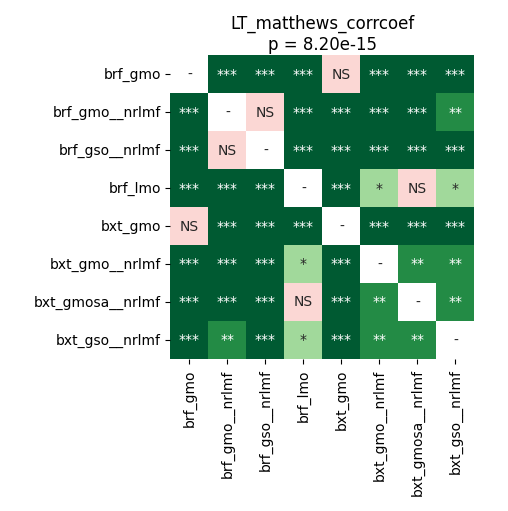 LT_matthews_corrcoef
p = 8.20e-15
brf_gmo - *** *** *** NS *** *** ***
brf_gmo__nrlmf *** - NS *** *** *** *** **
brf_gso__nrlmf *** NS - *** *** *** *** ***
brf_lmo *** *** *** - *** * NS *
bxt_gmo NS *** *** *** - *** *** ***
bxt_gmo__nrlmf *** *** *** * *** - ** **
bxt_gmosa__nrlmf *** *** *** NS *** ** - **
bxt_gso__nrlmf *** ** *** * *** ** ** -
brf_gmo
brf_gmo__nrlmf
brf_gso__nrlmf
brf_lmo
bxt_gmo
bxt_gmo__nrlmf
bxt_gmosa__nrlmf
bxt_gso__nrlmf